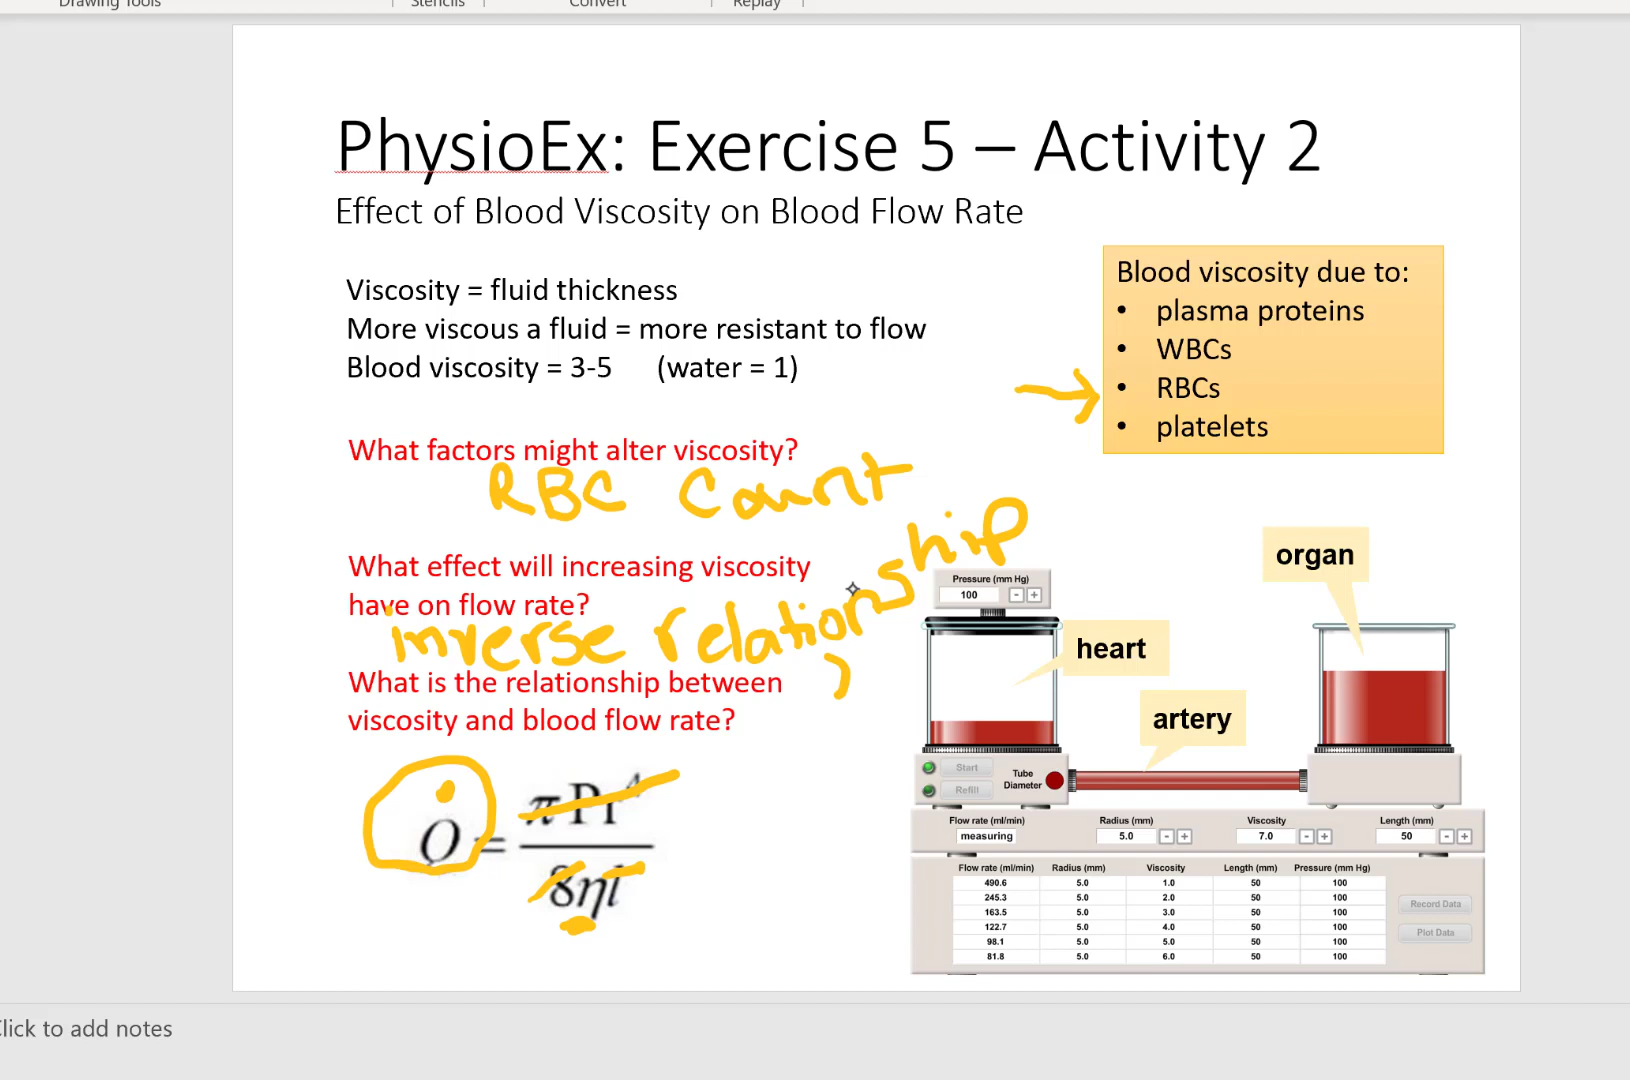 Drawing Tools
Stencils
Convert
Replay
PhysioEx: Exercise 5 – Activity 2
Effect of Blood Viscosity on Blood Flow Rate
Viscosity = fluid thickness
More viscous a fluid = more resistant to flow
Blood viscosity = 3-5 (water = 1)
Blood viscosity due to:
• plasma proteins
• WBCs
• RBCs
• platelets
What factors might alter viscosity?
RBC Count
What effect will increasing viscosity
have on flow rate?
inverse relationship
What is the relationship between
viscosity and blood flow rate?
Q = πPr⁴
8ηl
organ
heart
artery
Pressure (mm Hg)
100 - +
Start
Refill
Tube
Diameter
Flow rate (ml/min) Radius (mm) Viscosity Length (mm)
measuring 5.0 - + 7.0 - + 50 - +
Flow rate (ml/min) Radius (mm) Viscosity Length (mm) Pressure (mm Hg)
490.6 5.0 1.0 50 100
245.3 5.0 2.0 50 100
163.5 5.0 3.0 50 100
122.7 5.0 4.0 50 100
98.1 5.0 5.0 50 100
81.8 5.0 6.0 50 100
Record Data
Plot Data
lick to add notes